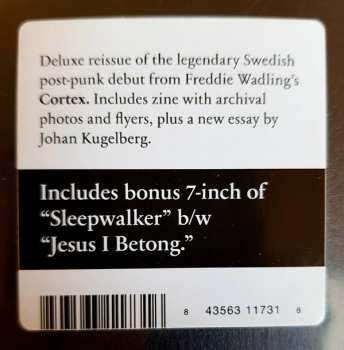 Deluxe reissue of the legendary Swedish
post-punk debut from Freddie Wadling's
Cortex. Includes zine with archival
photos and flyers, plus a new essay by
Johan Kugelberg.
Includes bonus 7-inch of
“Sleepwalker” b/w
“Jesus I Betong.”
8 43563 11731 6